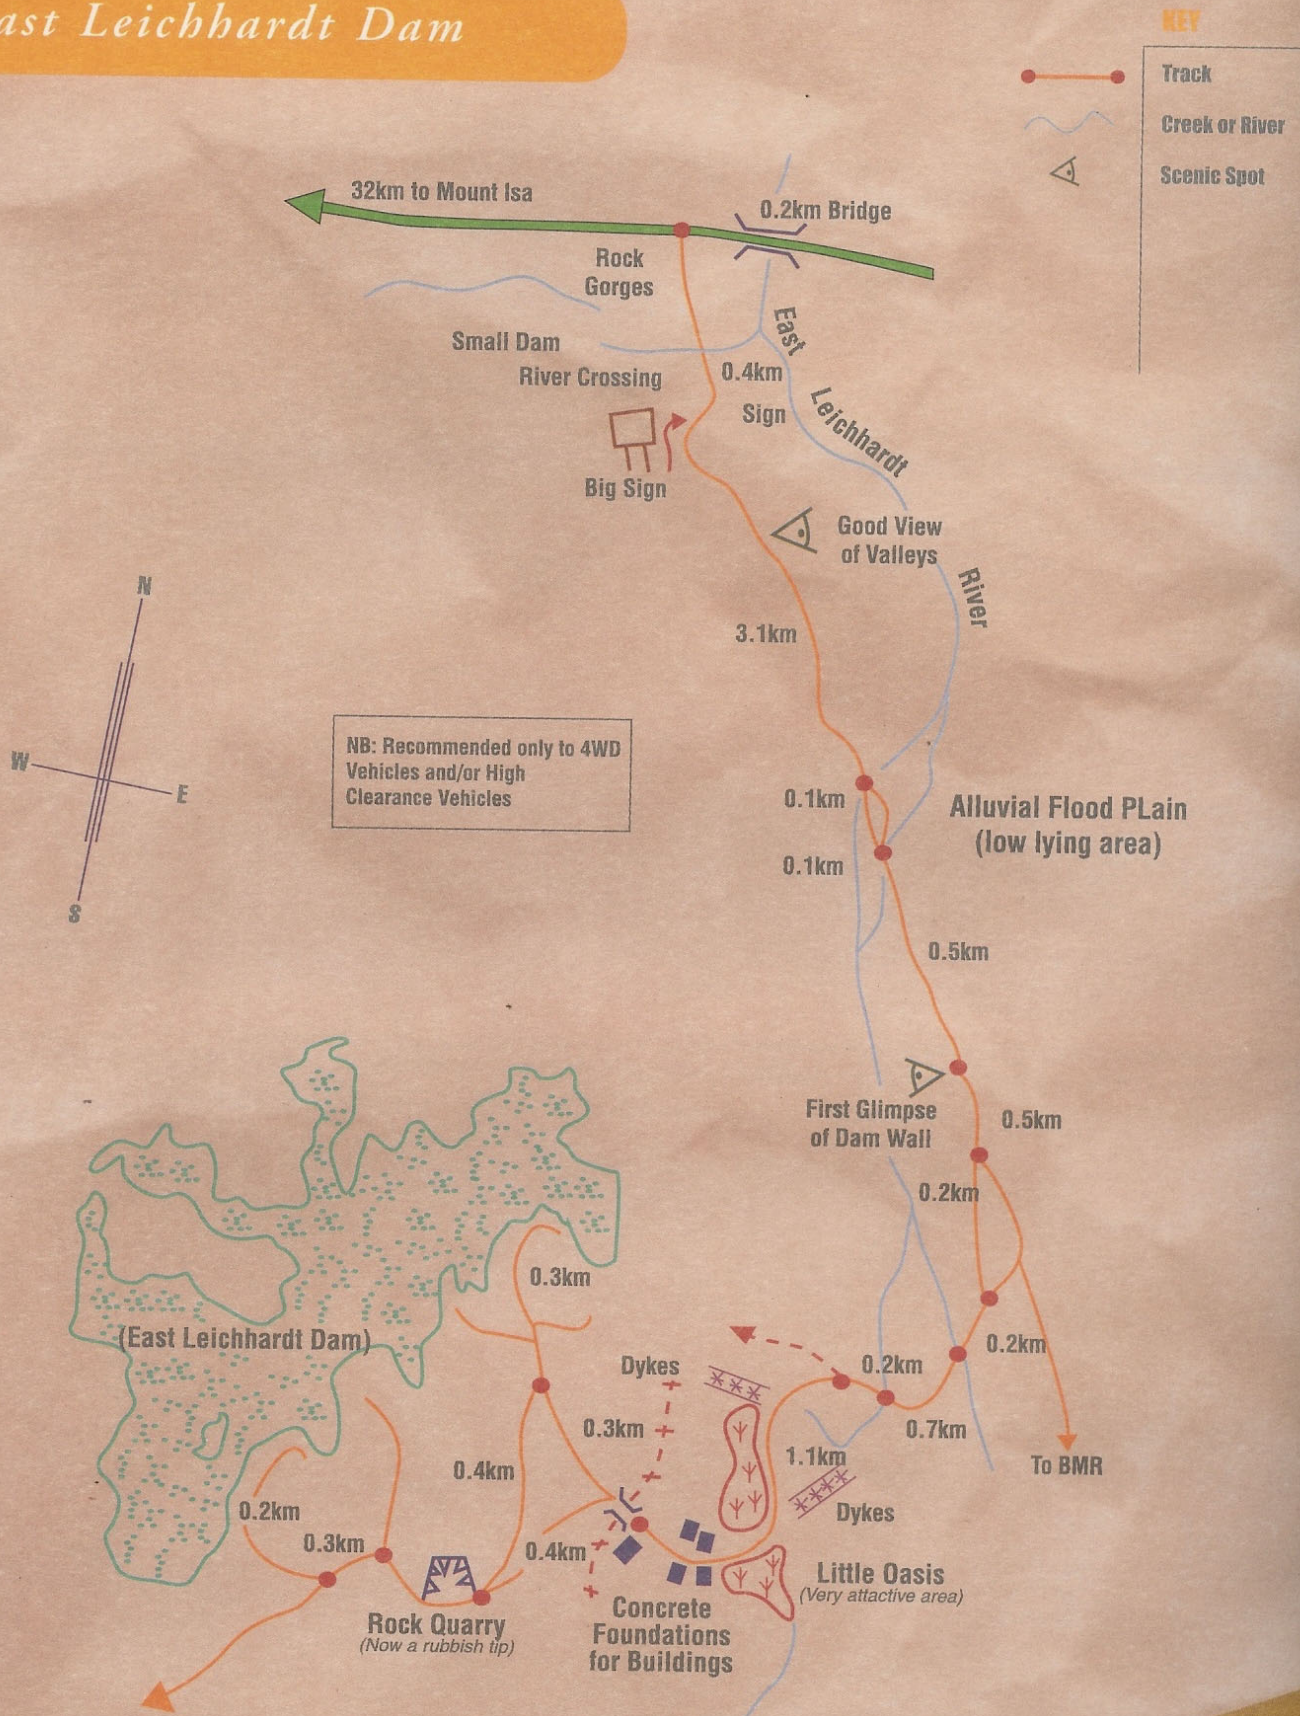 ast Leichhardt Dam
KEY
Track
Creek or River
Scenic Spot
32km to Mount Isa
0.2km Bridge
Rock
Gorges
East
Leichhardt
River
Small Dam
River Crossing
0.4km
Sign
Big Sign
Good View
of Valleys
3.1km
N
W
E
S
NB: Recommended only to 4WD
Vehicles and/or High
Clearance Vehicles
0.1km
Alluvial Flood PLain
(low lying area)
0.1km
0.5km
First Glimpse
of Dam Wall
0.5km
0.2km
0.3km
(East Leichhardt Dam)
Dykes
0.2km
0.2km
0.3km
0.7km
To BMR
0.4km
1.1km
0.2km
Dykes
0.3km
0.4km
Little Oasis
(Very attactive area)
Rock Quarry
(Now a rubbish tip)
Concrete
Foundations
for Buildings